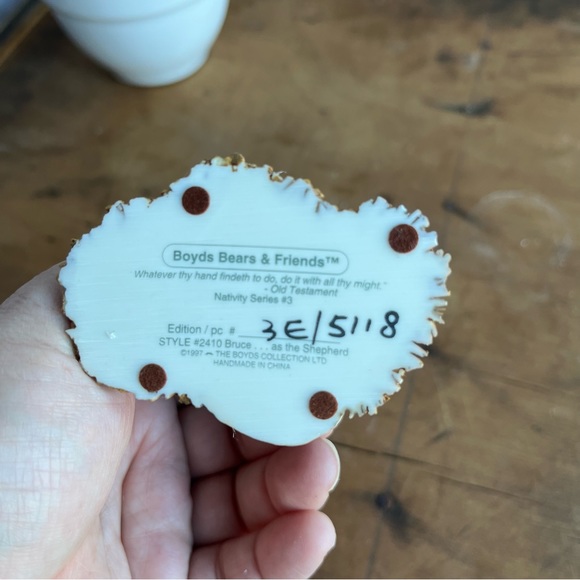 Boyds Bears & Friends™
Whatever thy hand findeth to do, do it with all thy might."
- Old Testament
Nativity Series #3
Edition / pc # 3E/5118
STYLE #2410 Bruce . . . as the Shepherd
©1997 THE BOYDS COLLECTION LTD
HANDMADE IN CHINA